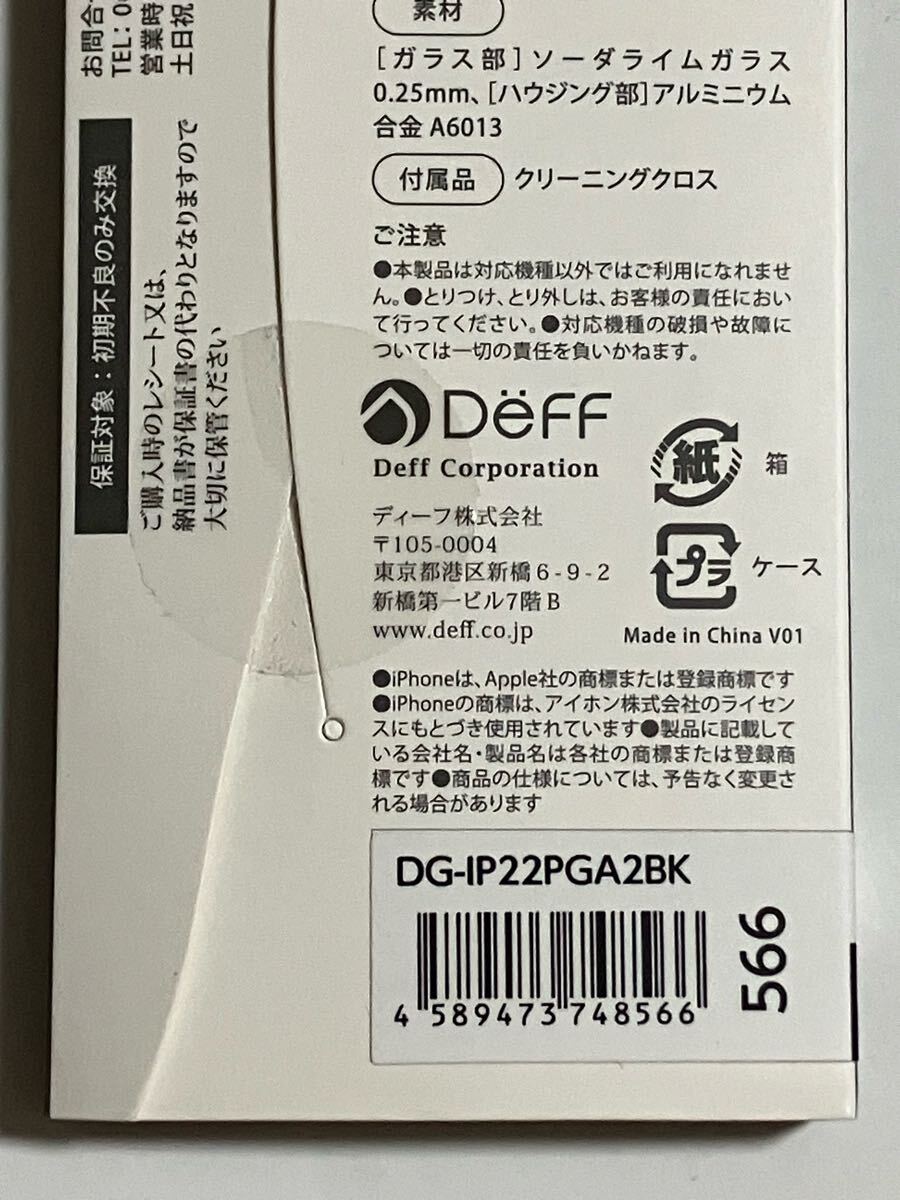 お問合
TEL: 0
営業時
土日祝
保証対象：初期不良のみ交換
ご購入時のレシート又は、
納品書が保証書の代わりとなりますので
大切に保管ください
素材
［ガラス部］ソーダライムガラス
0.25mm、［ハウジング部］アルミニウム
合金 A6013
付属品 クリーニングクロス
ご注意
●本製品は対応機種以外ではご利用になれませ
ん。●とりつけ、とり外しは、お客様の責任におい
て行ってください。●対応機種の破損や故障に
ついては一切の責任を負いかねます。
DëFF
Deff Corporation
ディーフ株式会社
〒105-0004
東京都港区新橋 6-9-2
新橋第一ビル7階 B
www.deff.co.jp
紙 箱
プラ ケース
Made in China V01
●iPhoneは、Apple社の商標または登録商標です
●iPhoneの商標は、アイホン株式会社のライセン
スにもとづき使用されています●製品に記載して
いる会社名・製品名は各社の商標または登録商
標です●商品の仕様については、予告なく変更さ
れる場合があります
DG-IP22PGA2BK
4 589473 748566
566